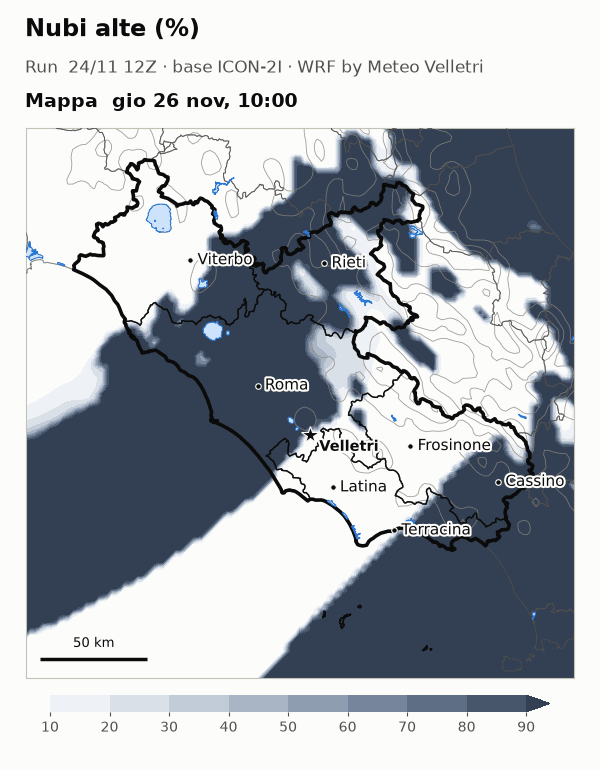 Nubi alte (%)
Run  24/11 12Z · base ICON-2I · WRF by Meteo Velletri
Mappa  gio 26 nov, 10:00
Viterbo
Rieti
Roma
Velletri
Frosinone
Latina
Cassino
Terracina
50 km
10 20 30 40 50 60 70 80 90